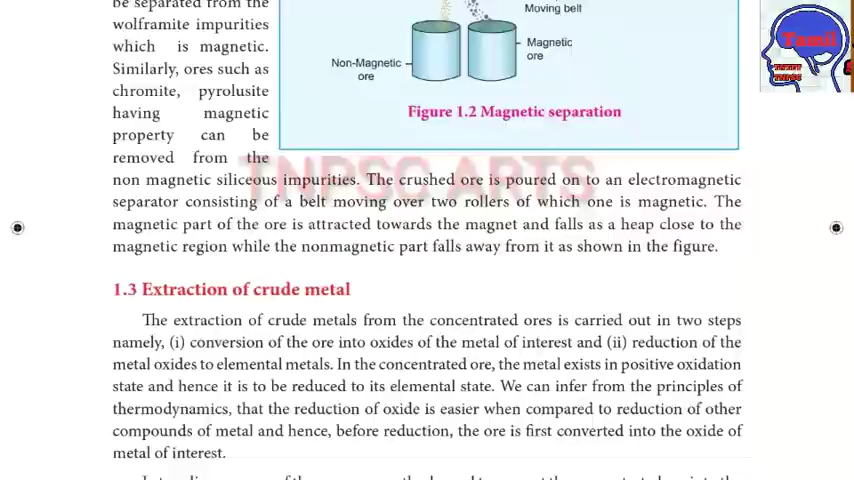 be separated from the
wolframite impurities
which is magnetic.
Similarly, ores such as
chromite, pyrolusite
having magnetic
property can be
removed from the
Moving belt
Non-Magnetic
ore
Magnetic
ore
Figure 1.2 Magnetic separation
Tamil
TNPSC
TNPSC ARTS
non magnetic siliceous impurities. The crushed ore is poured on to an electromagnetic
separator consisting of a belt moving over two rollers of which one is magnetic. The
magnetic part of the ore is attracted towards the magnet and falls as a heap close to the
magnetic region while the nonmagnetic part falls away from it as shown in the figure.
1.3 Extraction of crude metal
The extraction of crude metals from the concentrated ores is carried out in two steps
namely, (i) conversion of the ore into oxides of the metal of interest and (ii) reduction of the
metal oxides to elemental metals. In the concentrated ore, the metal exists in positive oxidation
state and hence it is to be reduced to its elemental state. We can infer from the principles of
thermodynamics, that the reduction of oxide is easier when compared to reduction of other
compounds of metal and hence, before reduction, the ore is first converted into the oxide of
metal of interest.